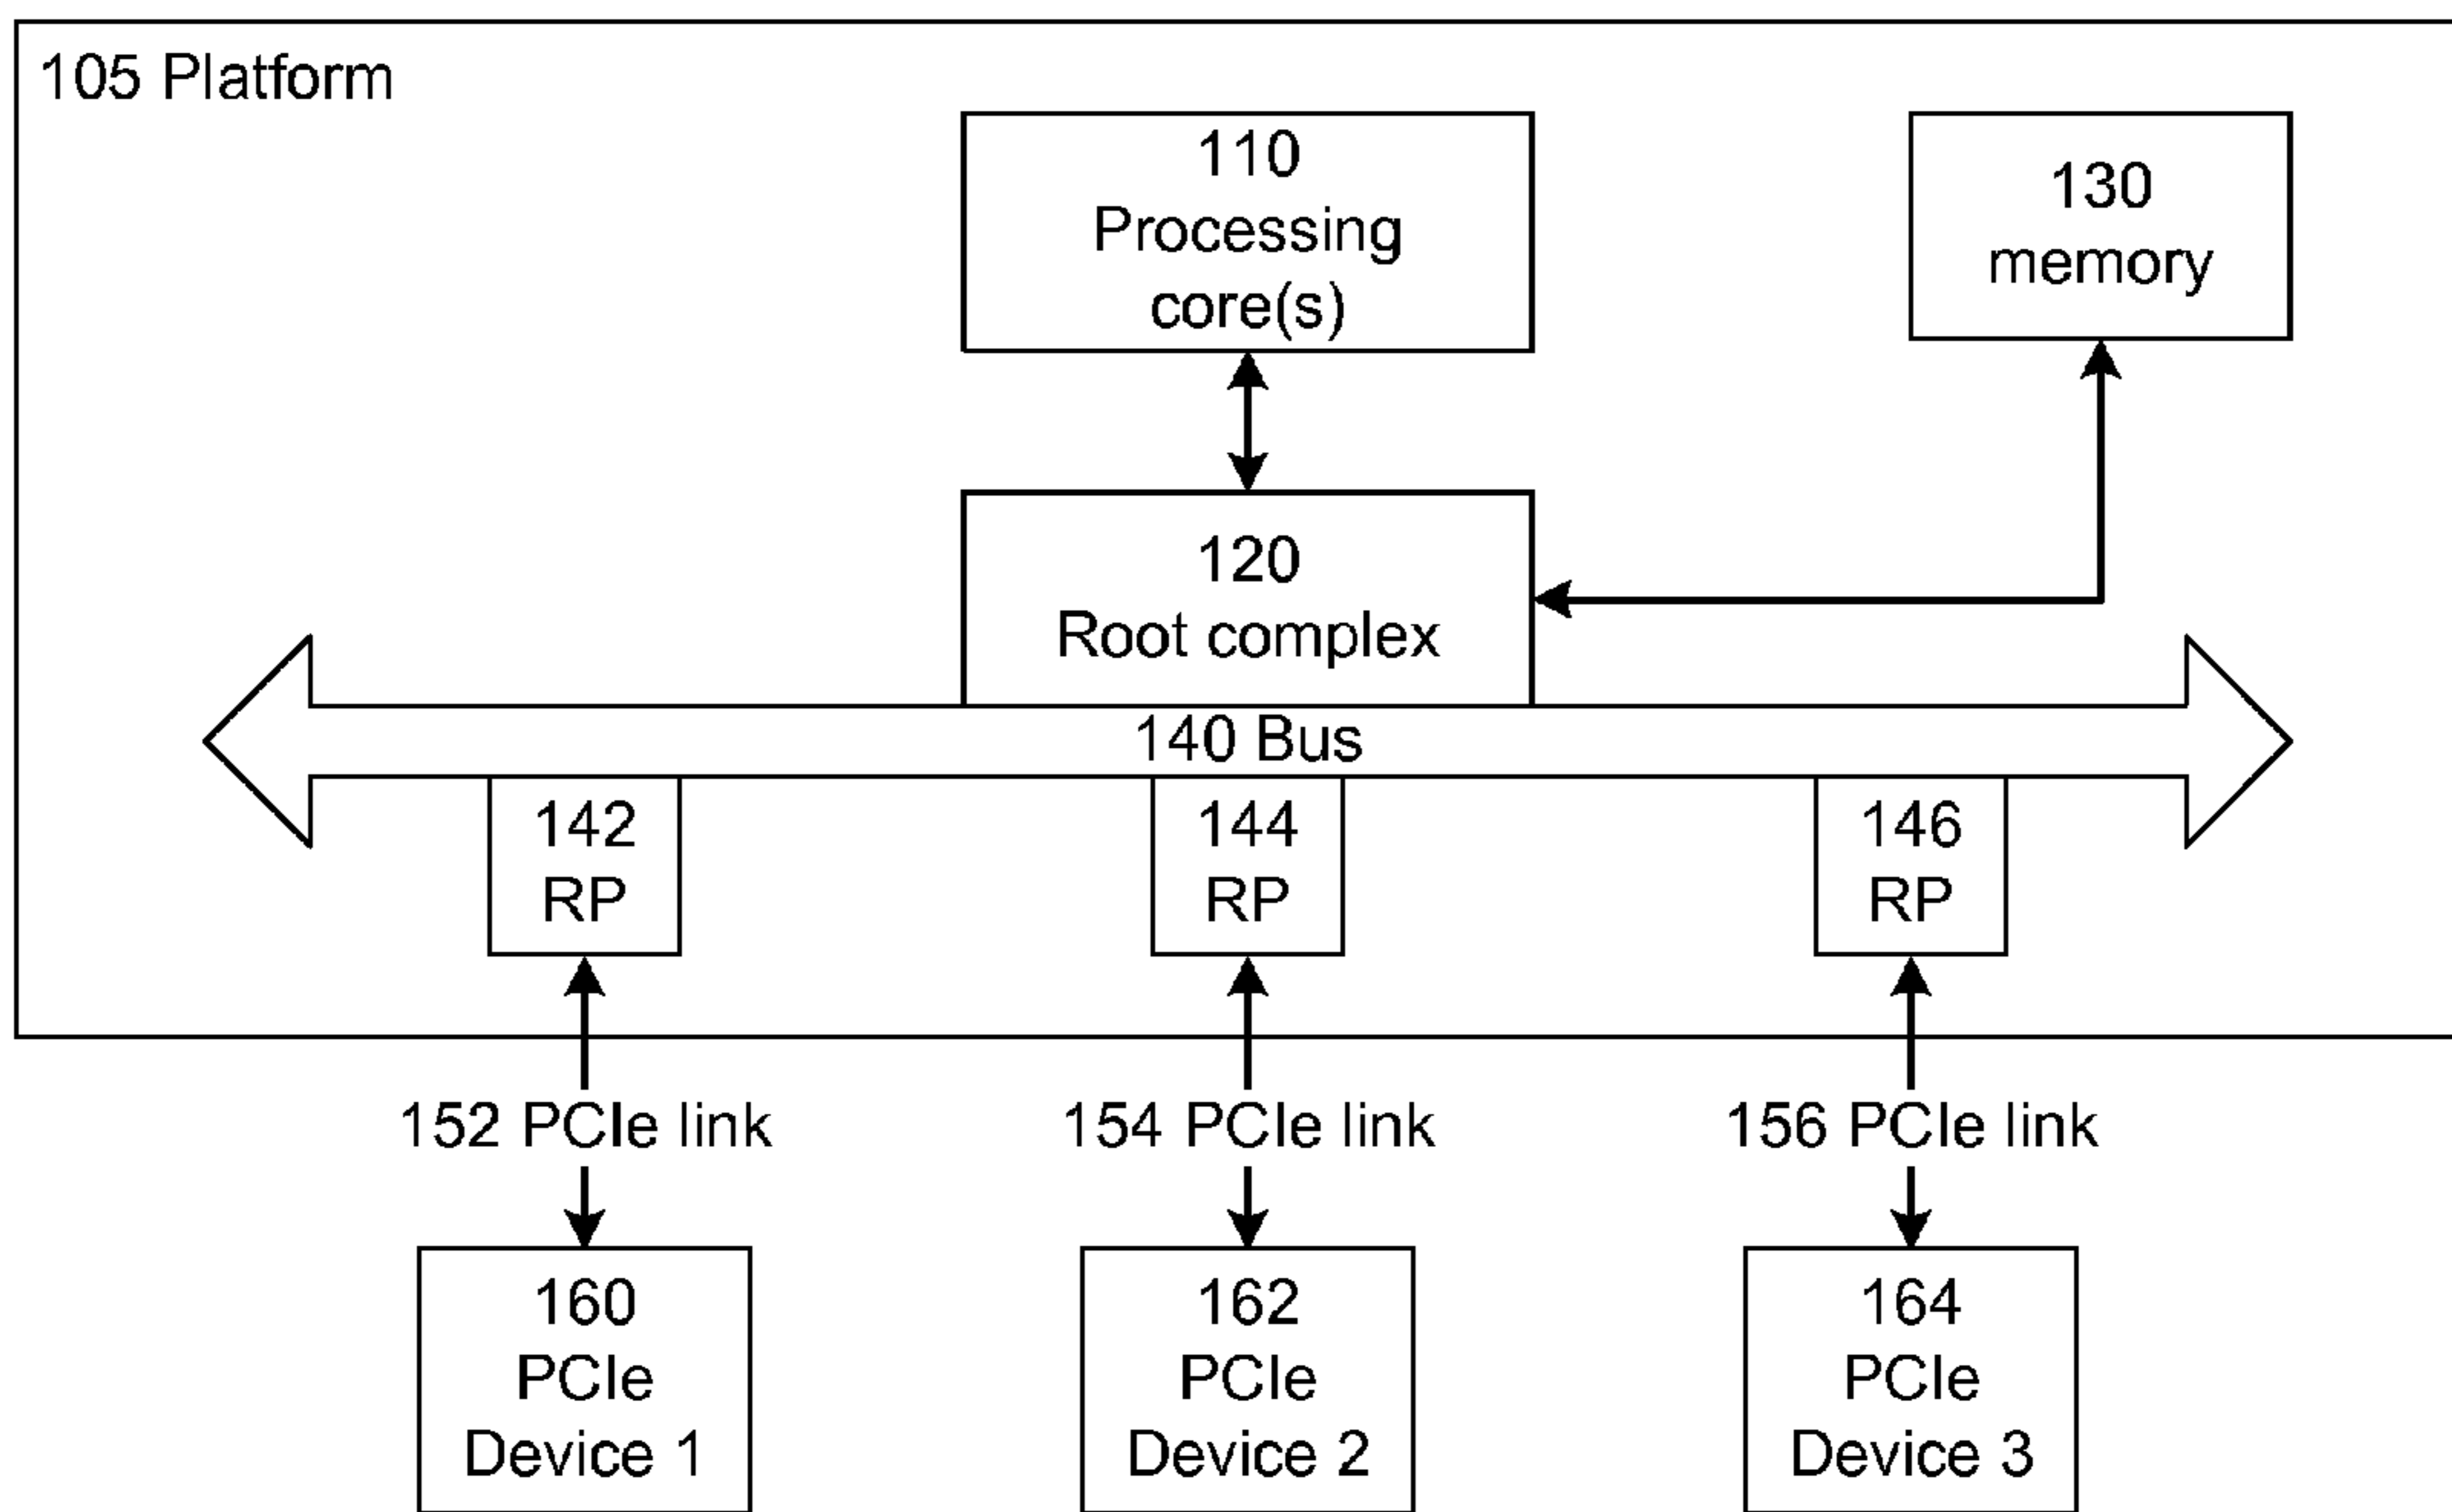 105 Platform
110
Processing
core(s)
130
memory
120
Root complex
140 Bus
142
RP
144
RP
146
RP
152 PCIe link
154 PCIe link
156 PCIe link
160
PCIe
Device 1
162
PCIe
Device 2
164
PCIe
Device 3